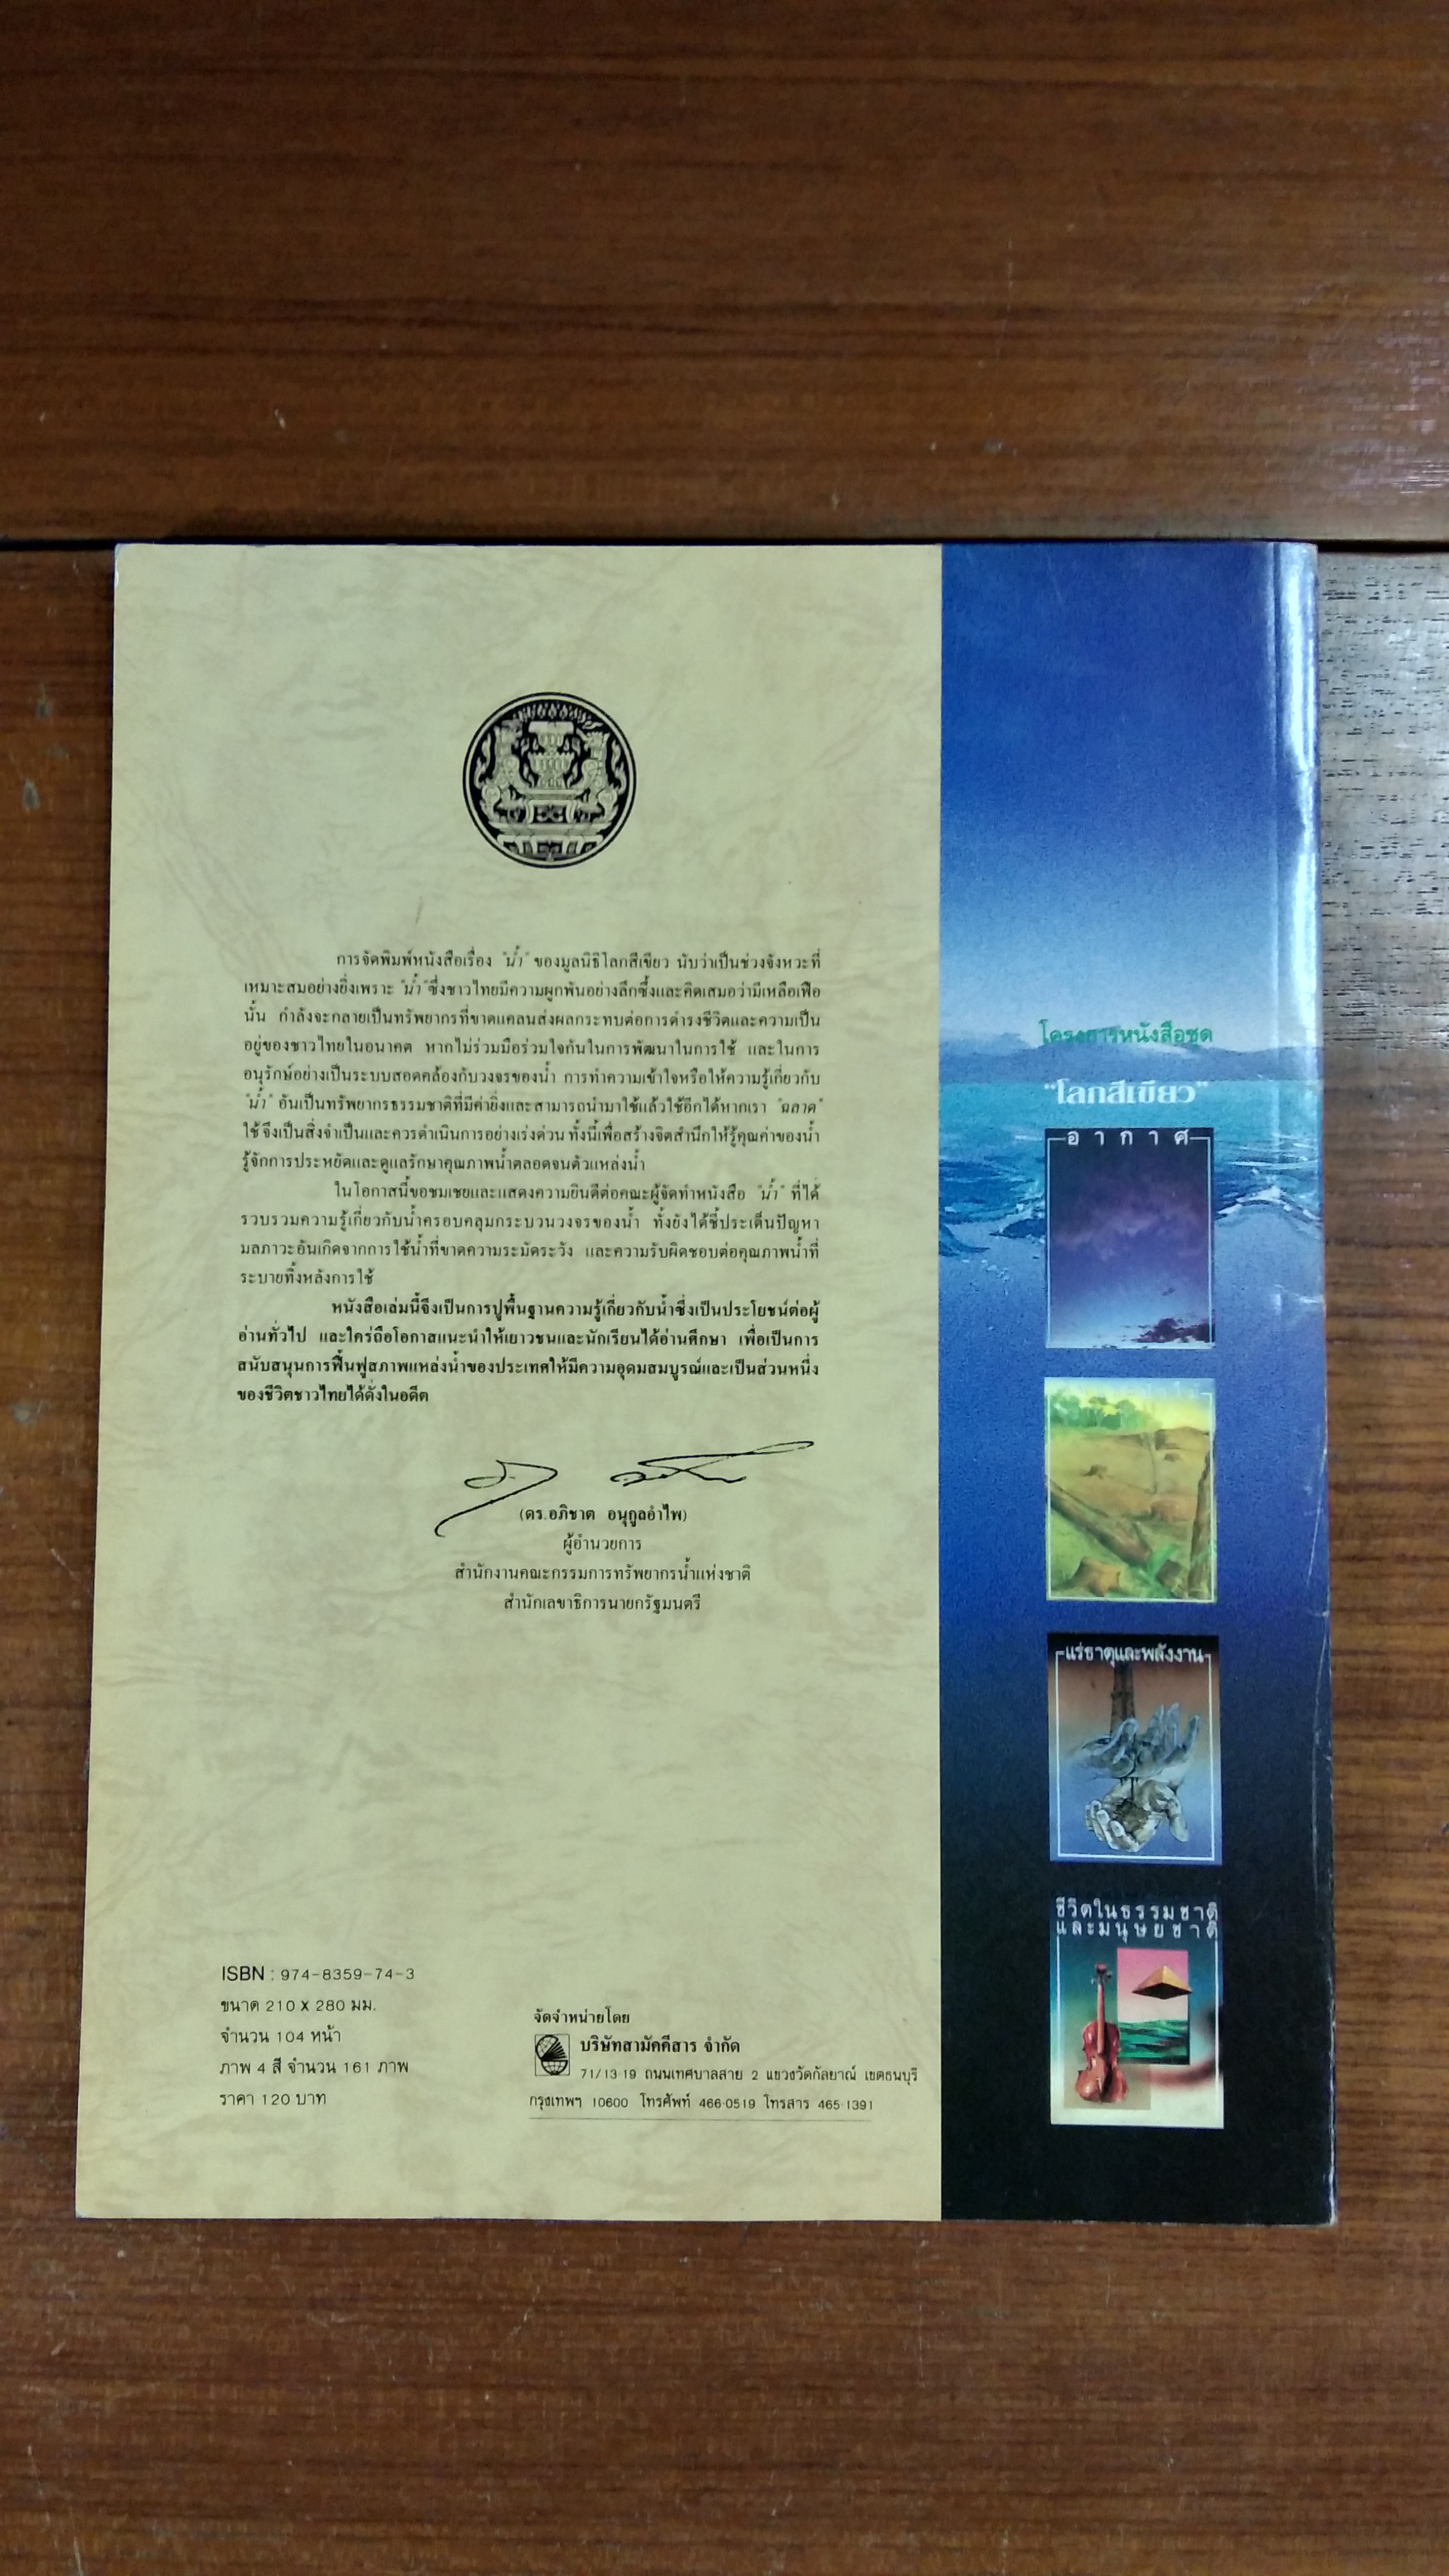 การจัดพิมพ์หนังสือเรื่อง "น้ำ" ของมูลนิธิโลกสีเขียว นับว่าเป็นช่วงจังหวะที่
เหมาะสมอย่างยิ่งเพราะ "น้ำ" ซึ่งชาวไทยมีความผูกพันอย่างลึกซึ้งและคิดเสมอว่ามีเหลือเฟือ
นั้น กำลังจะกลายเป็นทรัพยากรที่ขาดแคลนส่งผลกระทบต่อการดำรงชีวิตและความเป็น
อยู่ของชาวไทยในอนาคต หากไม่ร่วมมือร่วมใจกันในการพัฒนาในการใช้ และในการ
อนุรักษ์อย่างเป็นระบบสอดคล้องกับวงจรของน้ำ การทำความเข้าใจหรือให้ความรู้เกี่ยวกับ
"น้ำ" อันเป็นทรัพยากรธรรมชาติที่มีค่ายิ่งและสามารถนำมาใช้แล้วใช้อีกได้หากเรา "ฉลาด"
ใช้ จึงเป็นสิ่งจำเป็นและควรดำเนินการอย่างเร่งด่วน ทั้งนี้เพื่อสร้างจิตสำนึกให้รู้คุณค่าของน้ำ
รู้จักการประหยัดและดูแลรักษาคุณภาพน้ำตลอดจนตัวแหล่งน้ำ
ในโอกาสนี้ขอชมเชยและแสดงความยินดีต่อคณะผู้จัดทำหนังสือ "น้ำ" ที่ได้
รวบรวมความรู้เกี่ยวกับน้ำครอบคลุมกระบวนวงจรของน้ำ ทั้งยังได้ชี้ประเด็นปัญหา
มลภาวะอันเกิดจากการใช้น้ำที่ขาดความระมัดระวัง และความรับผิดชอบต่อคุณภาพน้ำที่
ระบายทิ้งหลังการใช้
หนังสือเล่มนี้จึงเป็นการปูพื้นฐานความรู้เกี่ยวกับน้ำซึ่งเป็นประโยชน์ต่อผู้
อ่านทั่วไป และใคร่ถือโอกาสแนะนำให้เยาวชนและนักเรียนได้อ่านศึกษา เพื่อเป็นการ
สนับสนุนการฟื้นฟูสภาพแหล่งน้ำของประเทศให้มีความอุดมสมบูรณ์และเป็นส่วนหนึ่ง
ของชีวิตชาวไทยได้ดั่งในอดีต
(ดร.อภิชาต อนุกูลอำไพ)
ผู้อำนวยการ
สำนักงานคณะกรรมการทรัพยากรน้ำแห่งชาติ
สำนักเลขาธิการนายกรัฐมนตรี
ISBN : 974-8359-74-3
ขนาด 210 X 280 มม.
จำนวน 104 หน้า
ภาพ 4 สี จำนวน 161 ภาพ
ราคา 120 บาท
จัดจำหน่ายโดย
บริษัทสามัคคีสาร จำกัด
71/13-19 ถนนเทศบาลสาย 2 แขวงวัดกัลยาณ์ เขตธนบุรี
กรุงเทพฯ 10600 โทรศัพท์ 466-0519 โทรสาร 465-1391
โครงการหนังสือชุด
"โลกสีเขียว"
อากาศ
แร่ธาตุและพลังงาน
ชีวิตในธรรมชาติ
และมนุษยชาติ